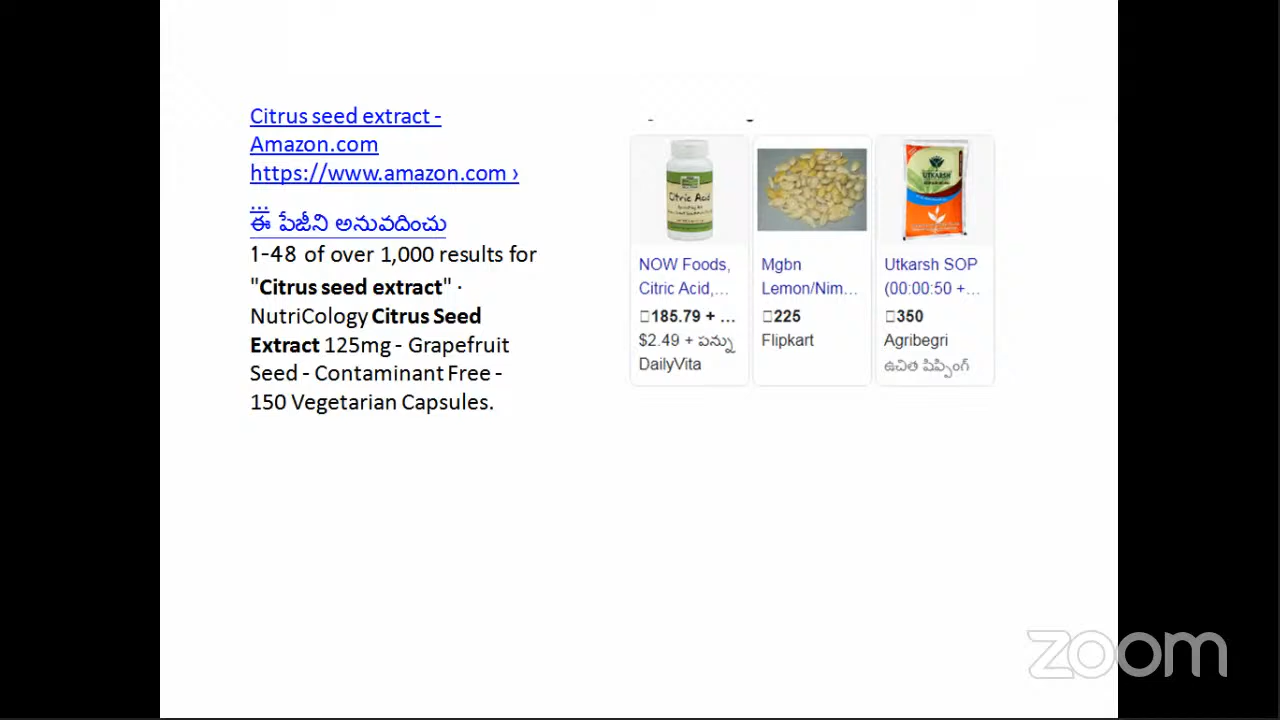 Citrus seed extract -
Amazon.com
https://www.amazon.com ›
...
ఈ పేజీని అనువదించు
1-48 of over 1,000 results for
"Citrus seed extract" ·
NutriCology Citrus Seed
Extract 125mg - Grapefruit
Seed - Contaminant Free -
150 Vegetarian Capsules.
Citric Acid
NOW Foods,
Citric Acid,...
185.79 + ...
$2.49 + పన్ను
DailyVita
Mgbn
Lemon/Nim...
225
Flipkart
UTKARSH
Utkarsh SOP
(00:00:50 +...
350
Agribegri
ఉచిత షిప్పింగ్
zoom